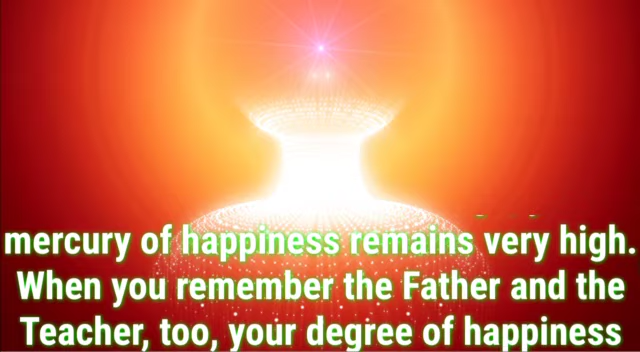 mercury of happiness remains very high.
When you remember the Father and the
Teacher, too, your degree of happiness